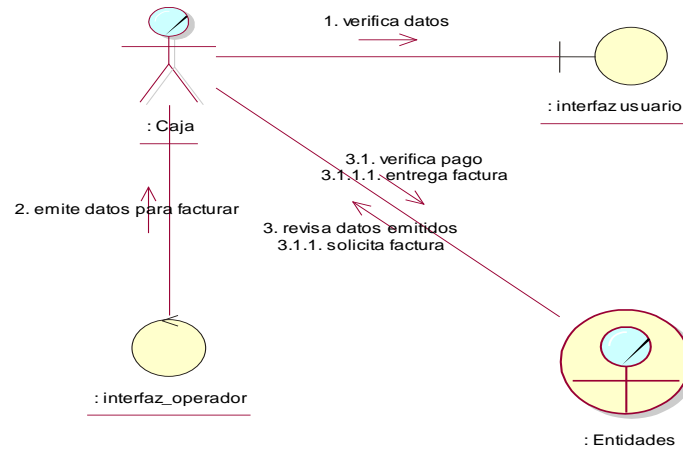 1. verifica datos
: interfaz usuario
: Caja
3.1. verifica pago
3.1.1.1. entrega factura
2. emite datos para facturar
3. revisa datos emitidos
3.1.1. solicita factura
: interfaz_operador
: Entidades